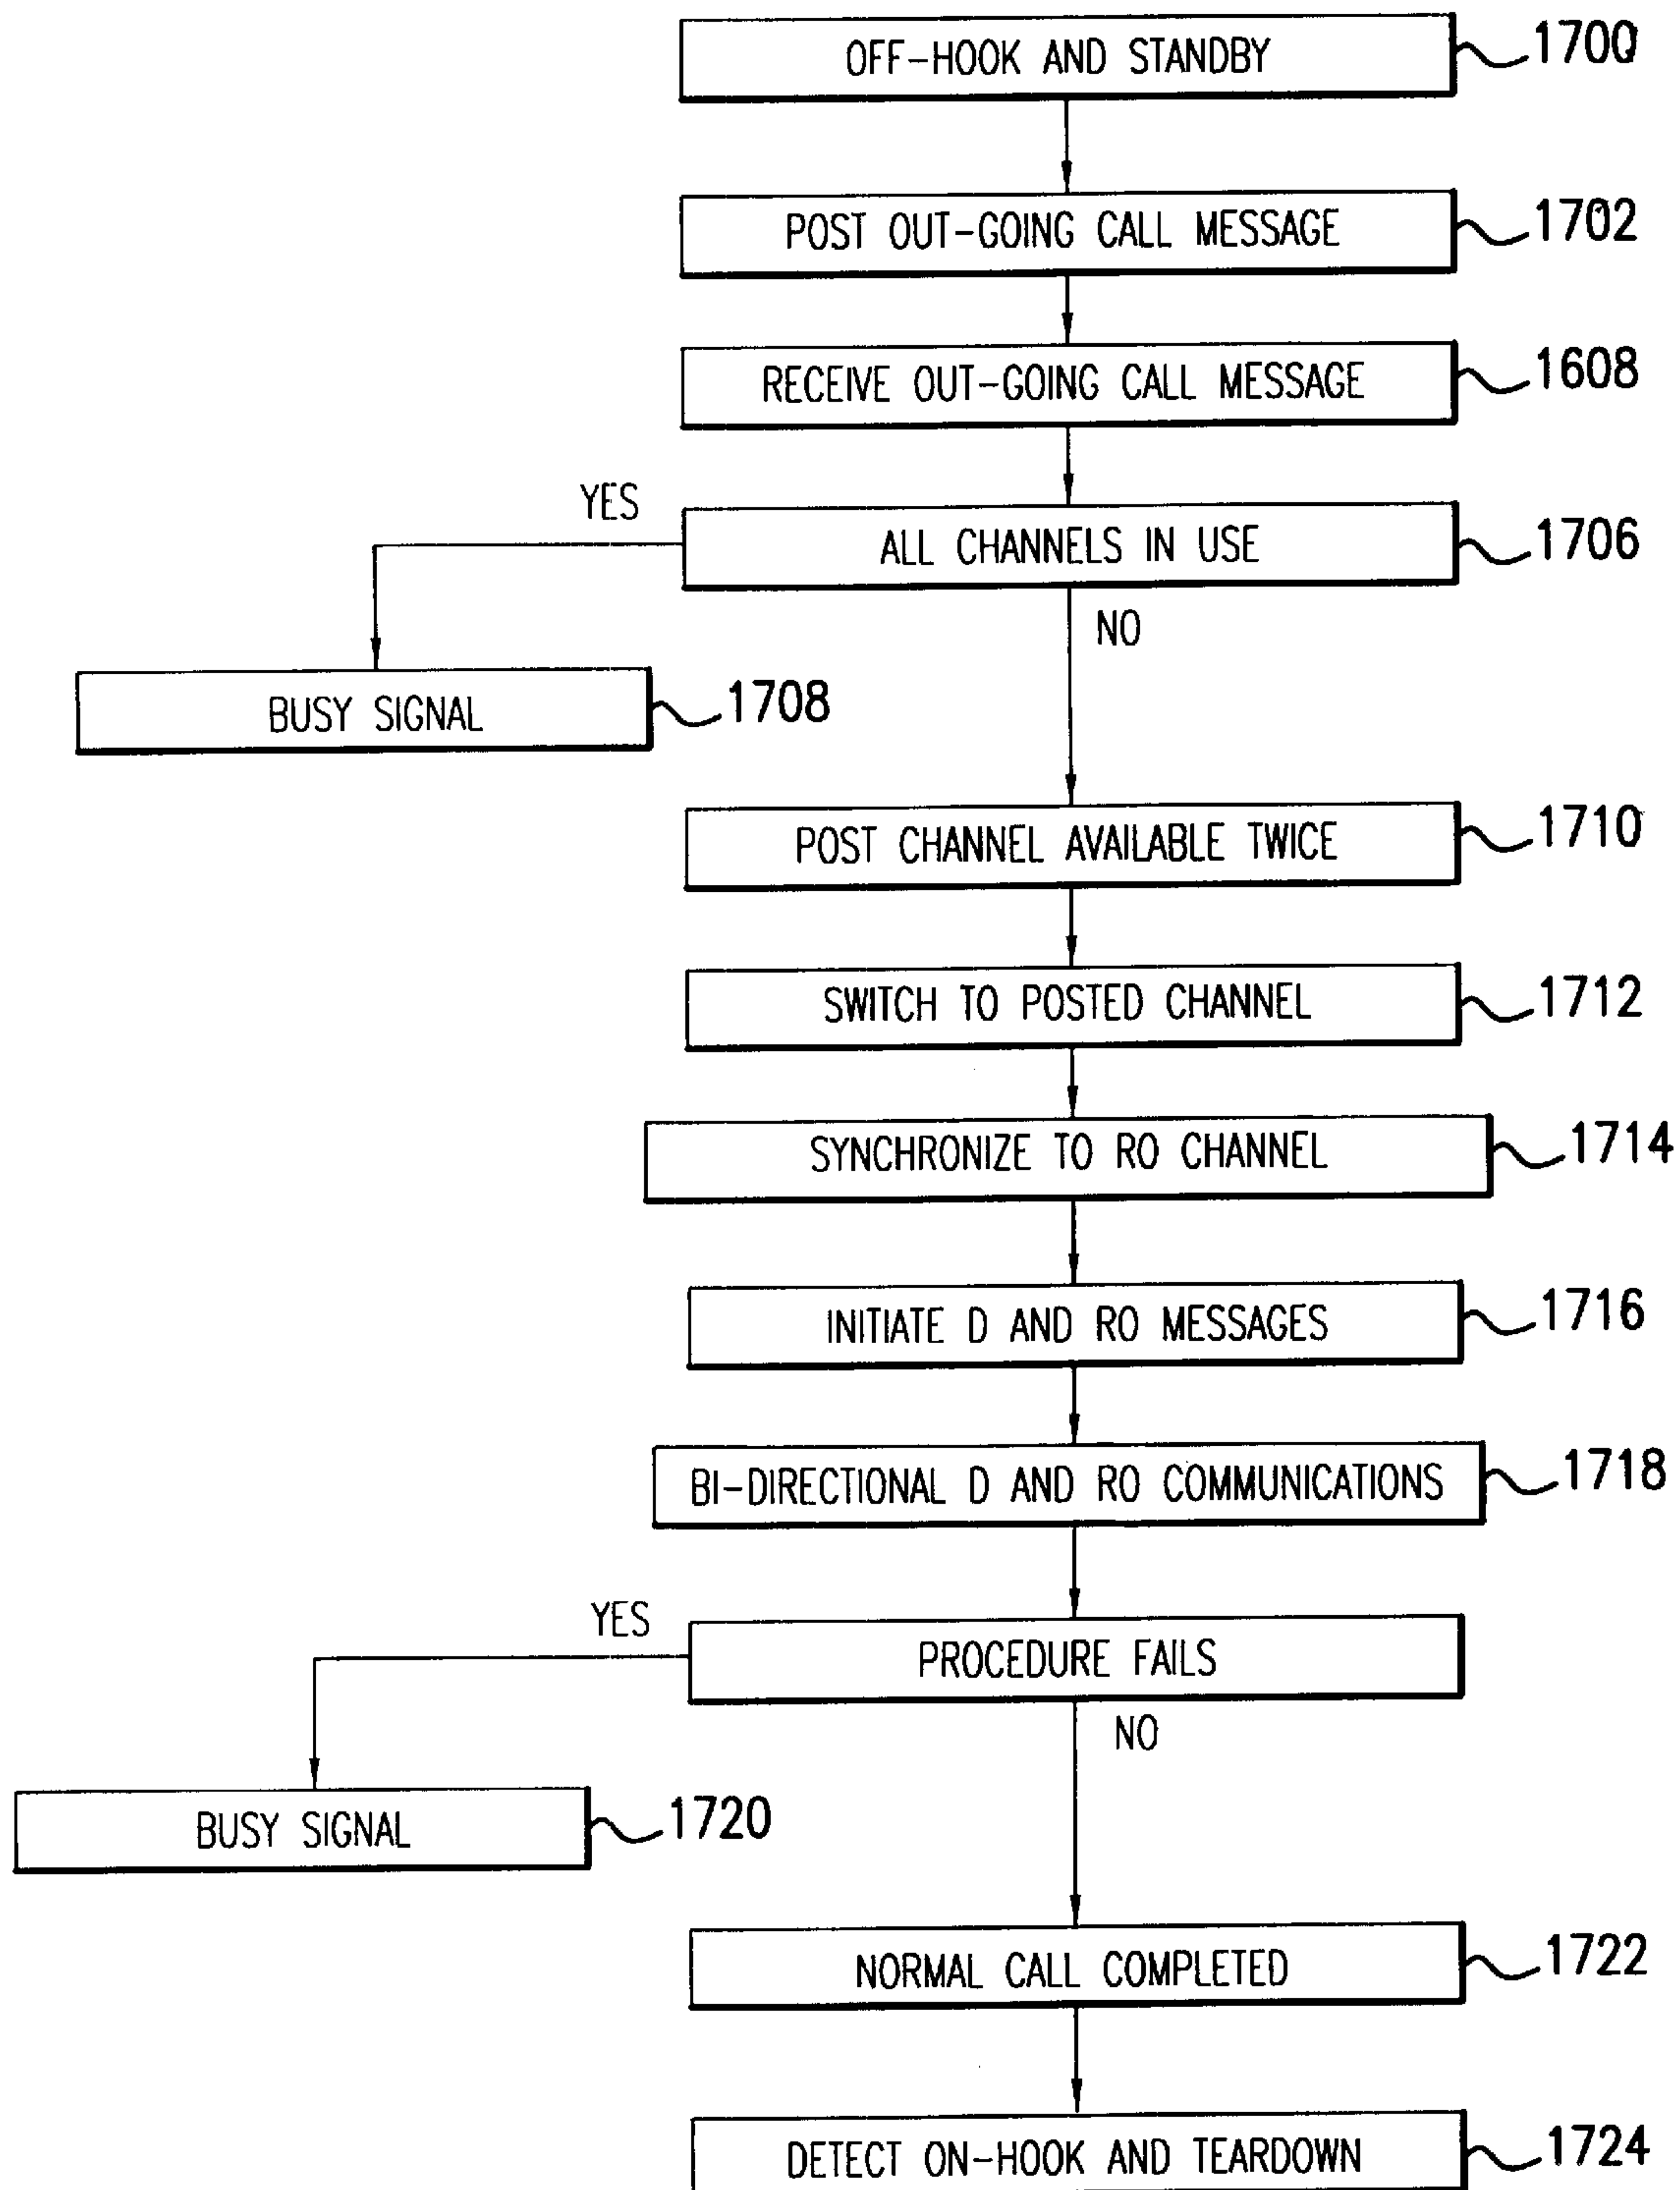 OFF-HOOK AND STANDBY 1700
POST OUT-GOING CALL MESSAGE 1702
RECEIVE OUT-GOING CALL MESSAGE 1608
YES
ALL CHANNELS IN USE 1706
NO
BUSY SIGNAL 1708
POST CHANNEL AVAILABLE TWICE 1710
SWITCH TO POSTED CHANNEL 1712
SYNCHRONIZE TO RO CHANNEL 1714
INITIATE D AND RO MESSAGES 1716
BI-DIRECTIONAL D AND RO COMMUNICATIONS 1718
YES
PROCEDURE FAILS
NO
BUSY SIGNAL 1720
NORMAL CALL COMPLETED 1722
DETECT ON-HOOK AND TEARDOWN 1724